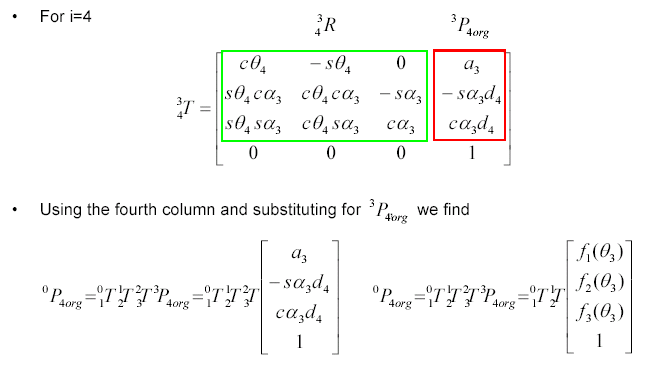 • For i=4
³₄R ³P₄org
³₄T =
cθ₄ −sθ₄ 0 a₃
sθ₄cα₃ cθ₄cα₃ −sα₃ −sα₃d₄
sθ₄sα₃ cθ₄sα₃ cα₃ cα₃d₄
0 0 0 1
• Using the fourth column and substituting for ³P₄org we find
⁰P₄org=⁰₁T¹₂T²₃T³P₄org=⁰₁T¹₂T²₃T
a₃
−sα₃d₄
cα₃d₄
1
⁰P₄org=⁰₁T¹₂T²₃T³P₄org=⁰₁T¹₂T
f₁(θ₃)
f₂(θ₃)
f₃(θ₃)
1